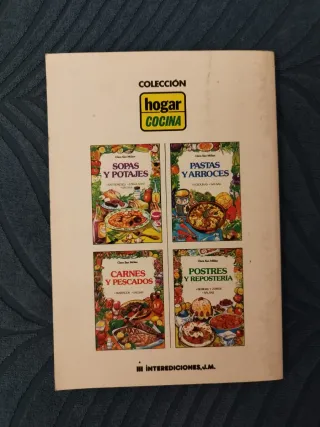 COLECCIÓN
hogar
COCINA
SOPAS
Y POTAJES
PASTAS
Y ARROCES
CARNES
Y PESCADOS
POSTRES
Y REPOSTERÍA
INTEREDICIONES, J.M.